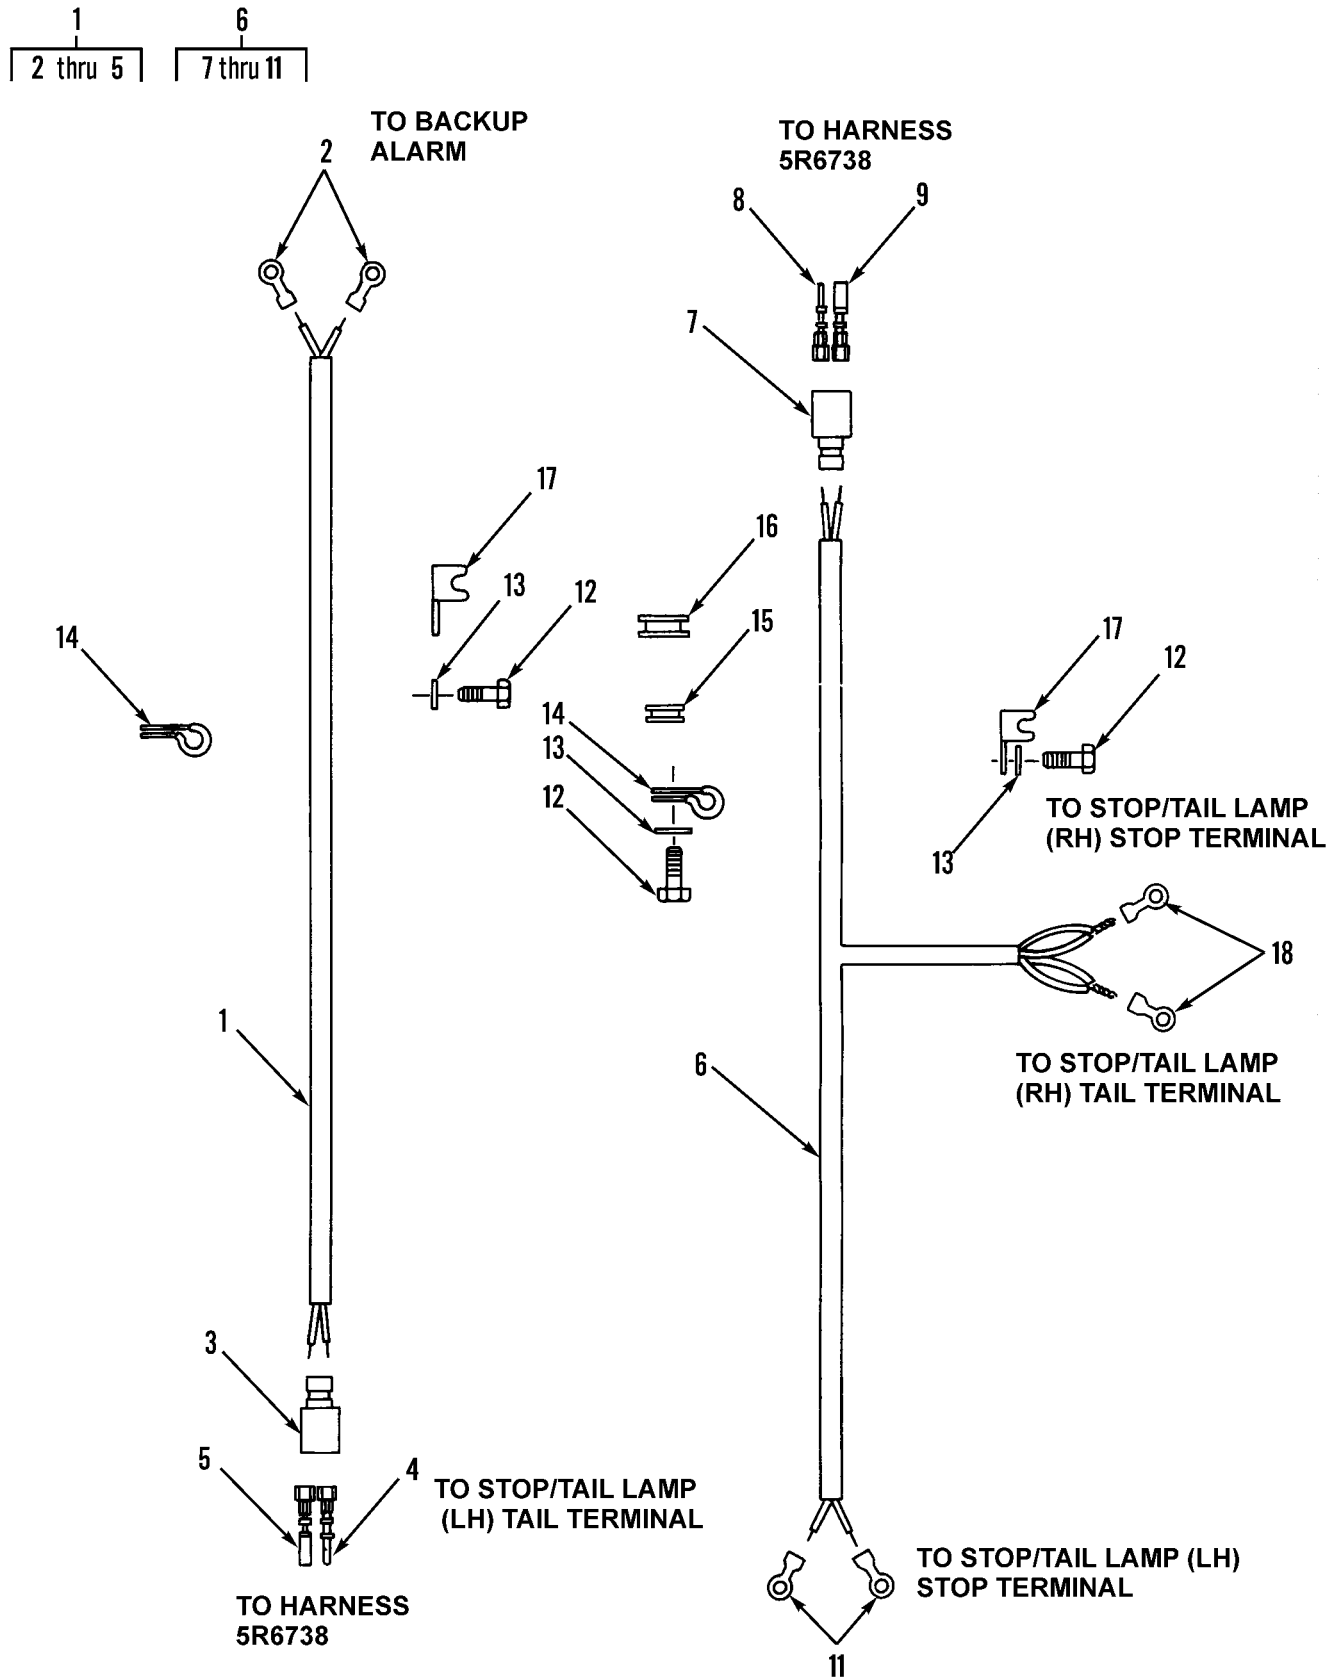 1
2 thru 5
6
7 thru 11
TO BACKUP
ALARM
2
TO HARNESS
5R6738
8
9
7
17
13
12
16
15
14
14
13
12
17
12
13
TO STOP/TAIL LAMP
(RH) STOP TERMINAL
18
TO STOP/TAIL LAMP
(RH) TAIL TERMINAL
1
6
3
5
4
TO STOP/TAIL LAMP
(LH) TAIL TERMINAL
TO HARNESS
5R6738
TO STOP/TAIL LAMP (LH)
STOP TERMINAL
11